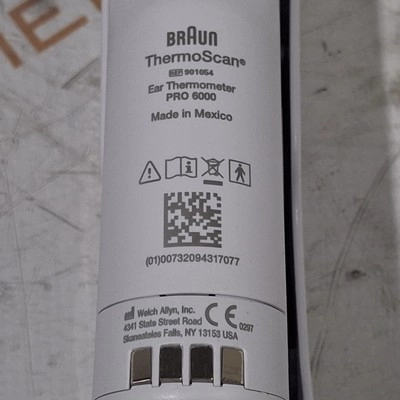 BRAUN
ThermoScan®
REF 901054
Ear Thermometer
PRO 6000
Made in Mexico
(01)00732094317077
Welch Allyn, Inc.
4341 State Street Road
Skaneateles Falls, NY 13153 USA
CE 0297